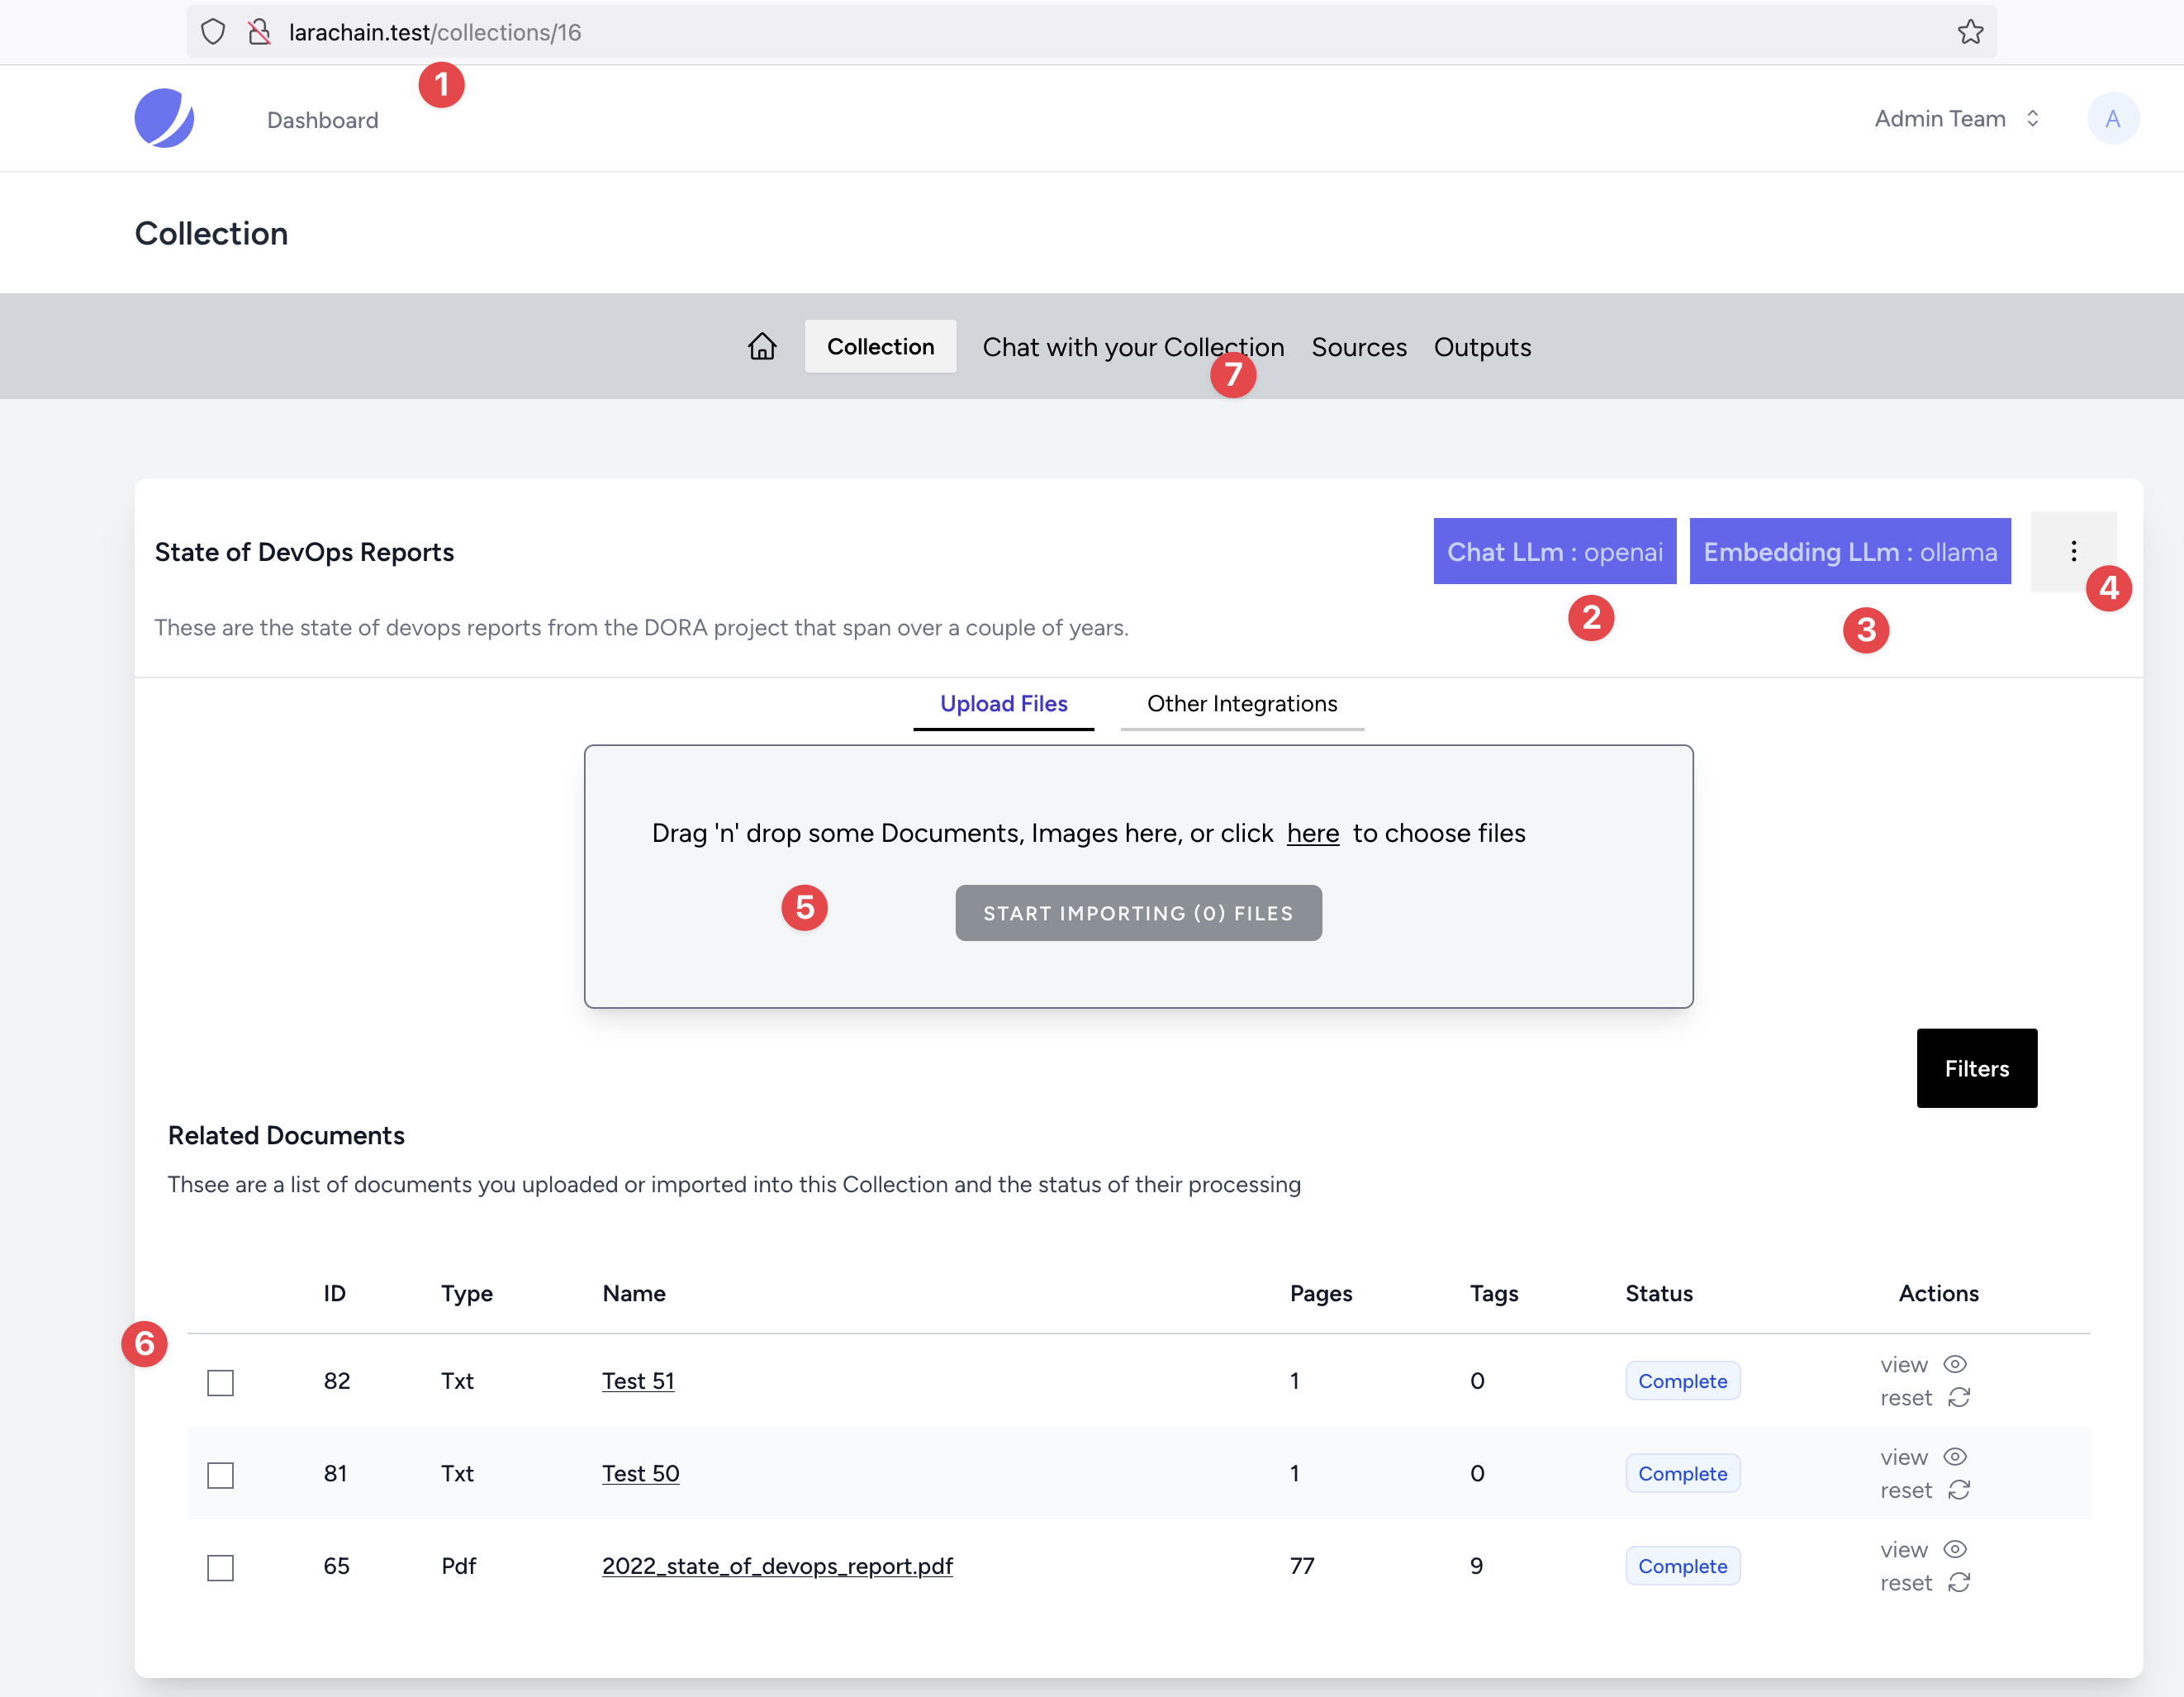 larachain.test/collections/16
1
Dashboard
Admin Team
A
Collection
Collection Chat with your Collection Sources Outputs
7
State of DevOps Reports
Chat LLm : openai
Embedding LLm : ollama
4
2
3
These are the state of devops reports from the DORA project that span over a couple of years.
Upload Files Other Integrations
Drag 'n' drop some Documents, Images here, or click here to choose files
5
START IMPORTING (0) FILES
Filters
Related Documents
Thsee are a list of documents you uploaded or imported into this Collection and the status of their processing
ID Type Name Pages Tags Status Actions
6
82 Txt Test 51 1 0 Complete view
reset
81 Txt Test 50 1 0 Complete view
reset
65 Pdf 2022_state_of_devops_report.pdf 77 9 Complete view
reset